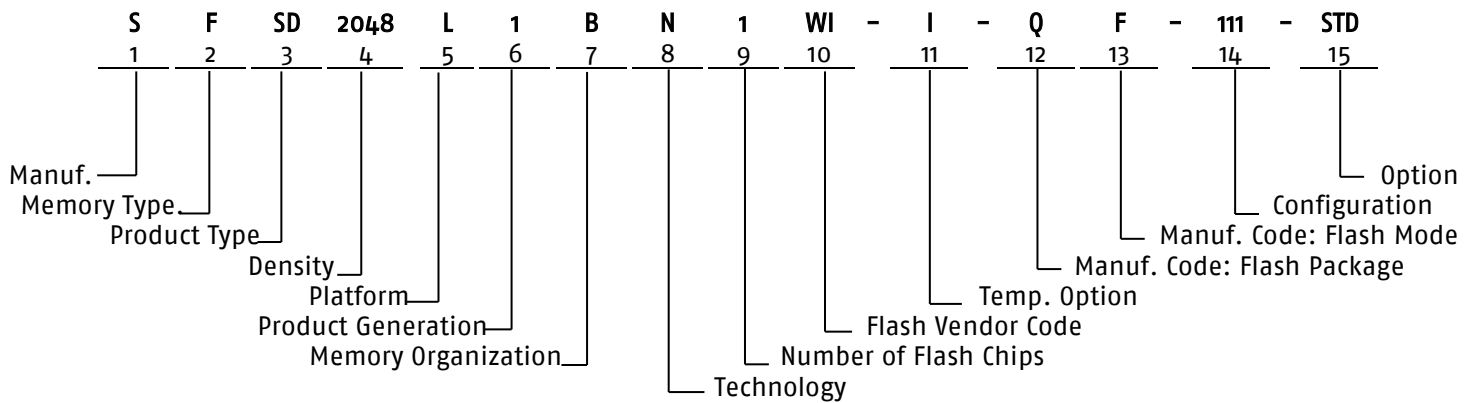 S F SD 2048 L 1 B N 1 WI - I - Q F - 111 - STD
1 2 3 4 5 6 7 8 9 10 11 12 13 14 15
Manuf. Option
Memory Type. Configuration
Product Type Manuf. Code: Flash Mode
Density Manuf. Code: Flash Package
Platform Temp. Option
Product Generation Flash Vendor Code
Memory Organization Number of Flash Chips
Technology